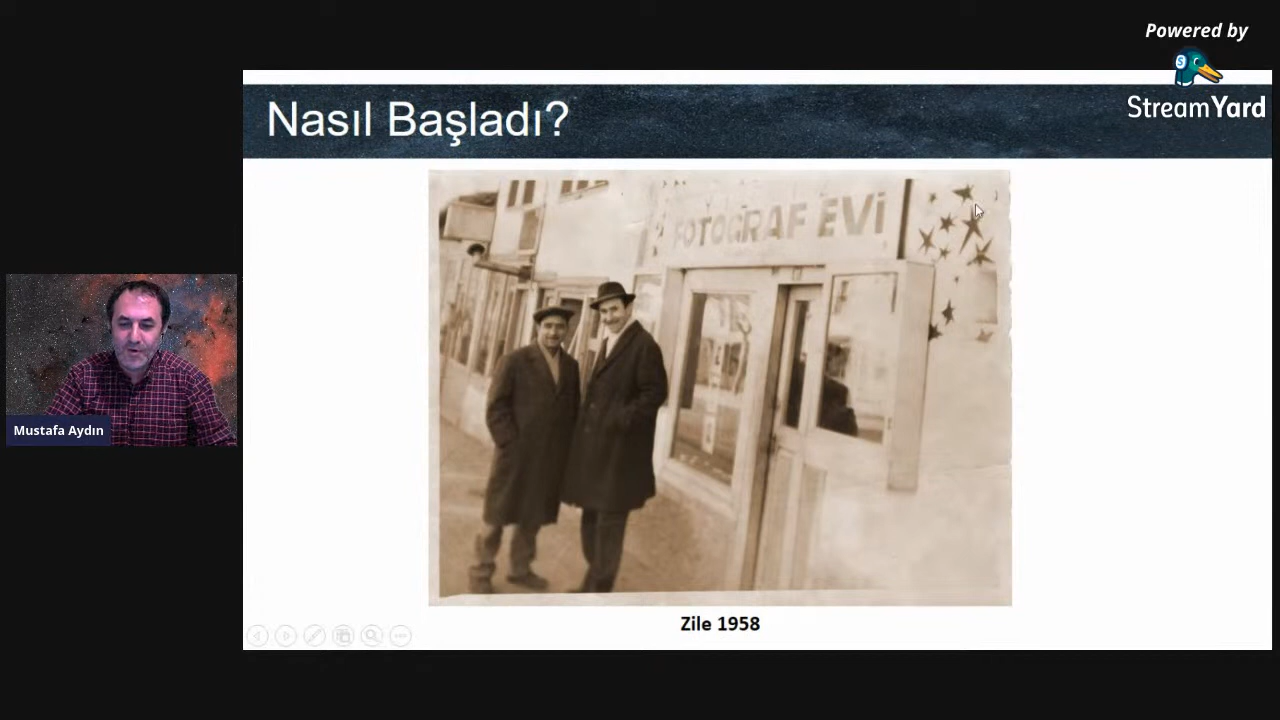 Powered by
StreamYard
Nasıl Başladı?
FOTOGRAF EVİ
Mustafa Aydın
Zile 1958